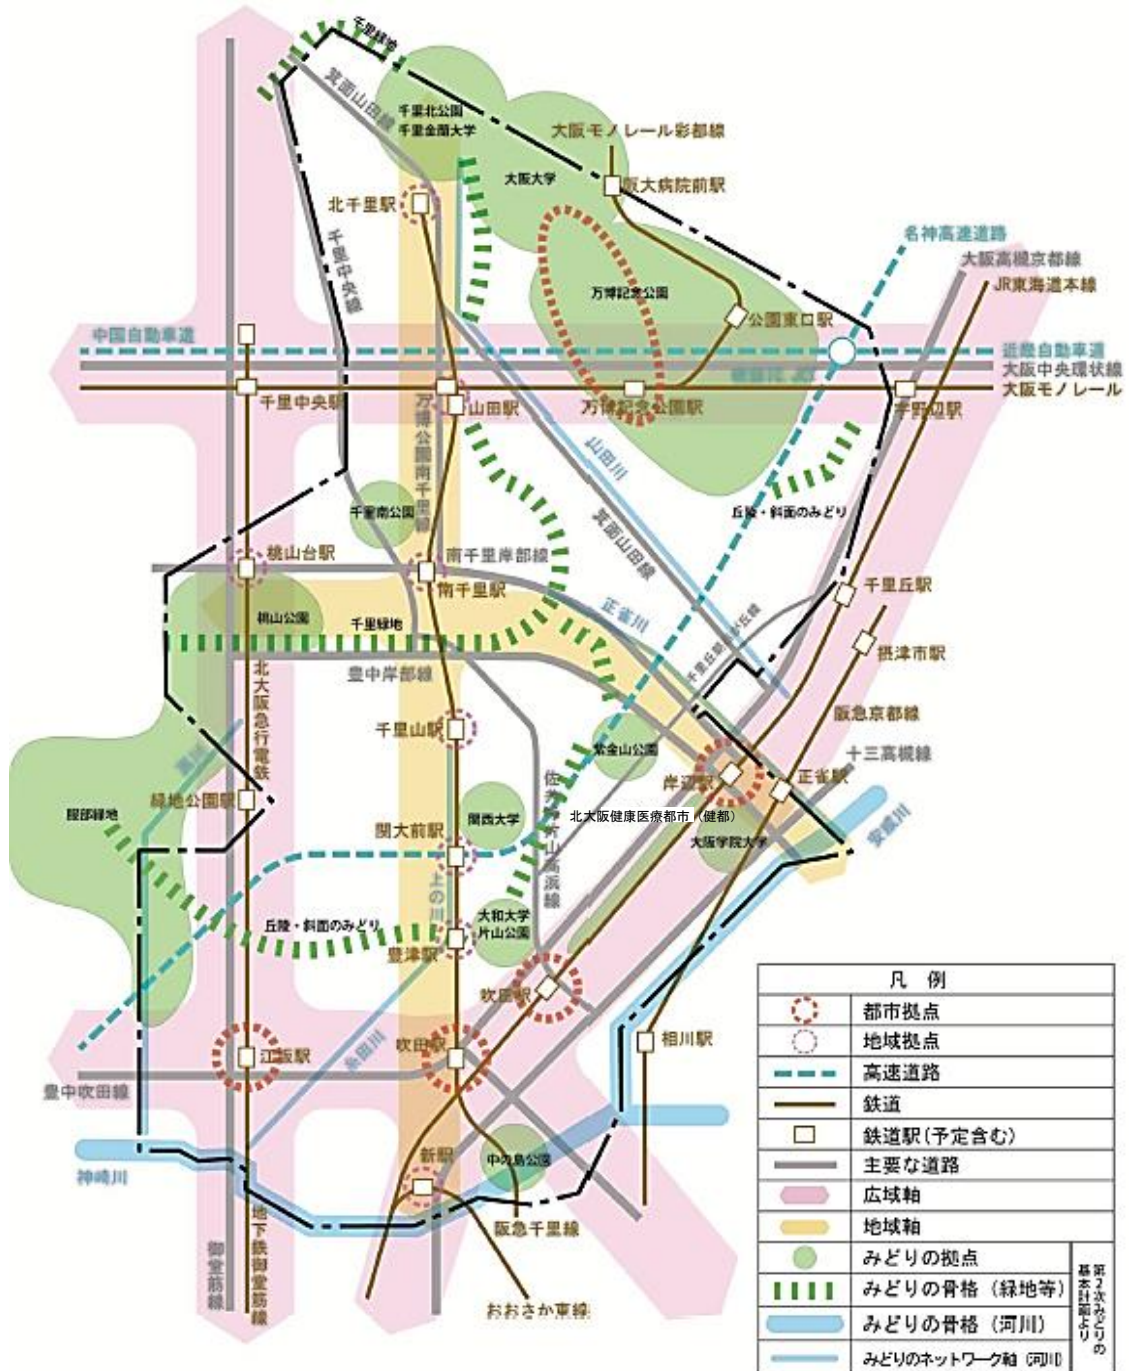 千里緑地
箕面山田線
千里北公園
千里金蘭大学
大阪モノレール彩都線
大阪大学
阪大病院前駅
北千里駅
名神高速道路
千里中央線
大阪高槻京都線
JR東海道本線
万博記念公園
公園東口駅
中国自動車道
近畿自動車道
大阪中央環状線
大阪モノレール
千里中央駅
山田駅
万博記念公園駅
宇野辺駅
万博公園南千里線
山田川
千里南公園
丘陵・斜面のみどり
箕面山田線
桃山台駅
南千里岸部線
南千里駅
千里丘駅
正雀川
桃山公園
千里緑地
摂津市駅
豊中岸部線
北大阪急行電鉄
阪急京都線
千里山駅
紫金山公園
十三高槻線
岸辺駅
正雀駅
緑地公園駅
服部緑地
関西大学
北大阪健康医療都市（健都）
関大前駅
大阪学院大学
安威川
上の川
大和大学
片山公園
丘陵・斜面のみどり
豊津駅
吹田駅
江坂駅
吹田駅
相川駅
糸田川
豊中吹田線
神崎川
新駅
中の島公園
阪急千里線
御堂筋線
地下鉄御堂筋線
おおさか東線
凡 例
都市拠点
地域拠点
高速道路
鉄道
鉄道駅(予定含む)
主要な道路
広域軸
地域軸
みどりの拠点
みどりの骨格（緑地等）
みどりの骨格（河川）
みどりのネットワーク軸（河川）
第2次みどりの
基本計画より